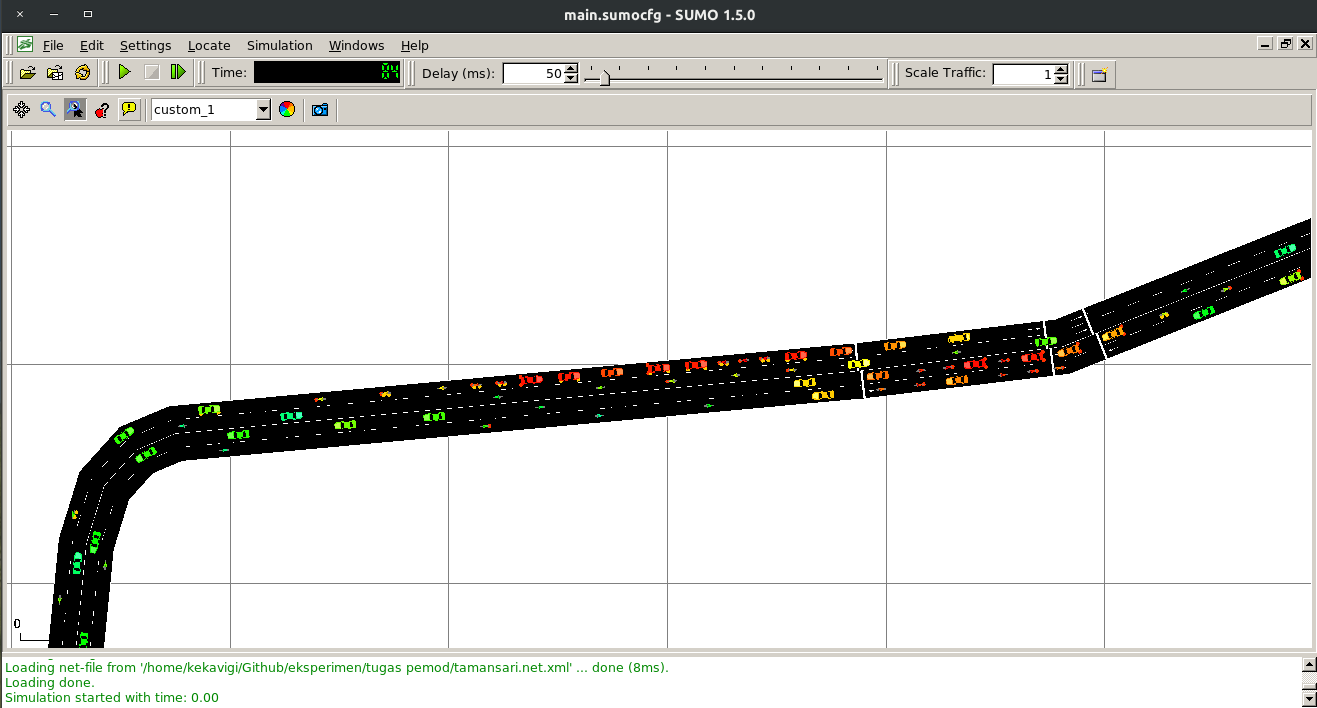 main.sumocfg - SUMO 1.5.0
File Edit Settings Locate Simulation Windows Help
Time: 84 Delay (ms): 50 Scale Traffic: 1
custom_1
0
Loading net-file from '/home/kekavigi/Github/eksperimen/tugas pemod/tamansari.net.xml' ... done (8ms).
Loading done.
Simulation started with time: 0.00